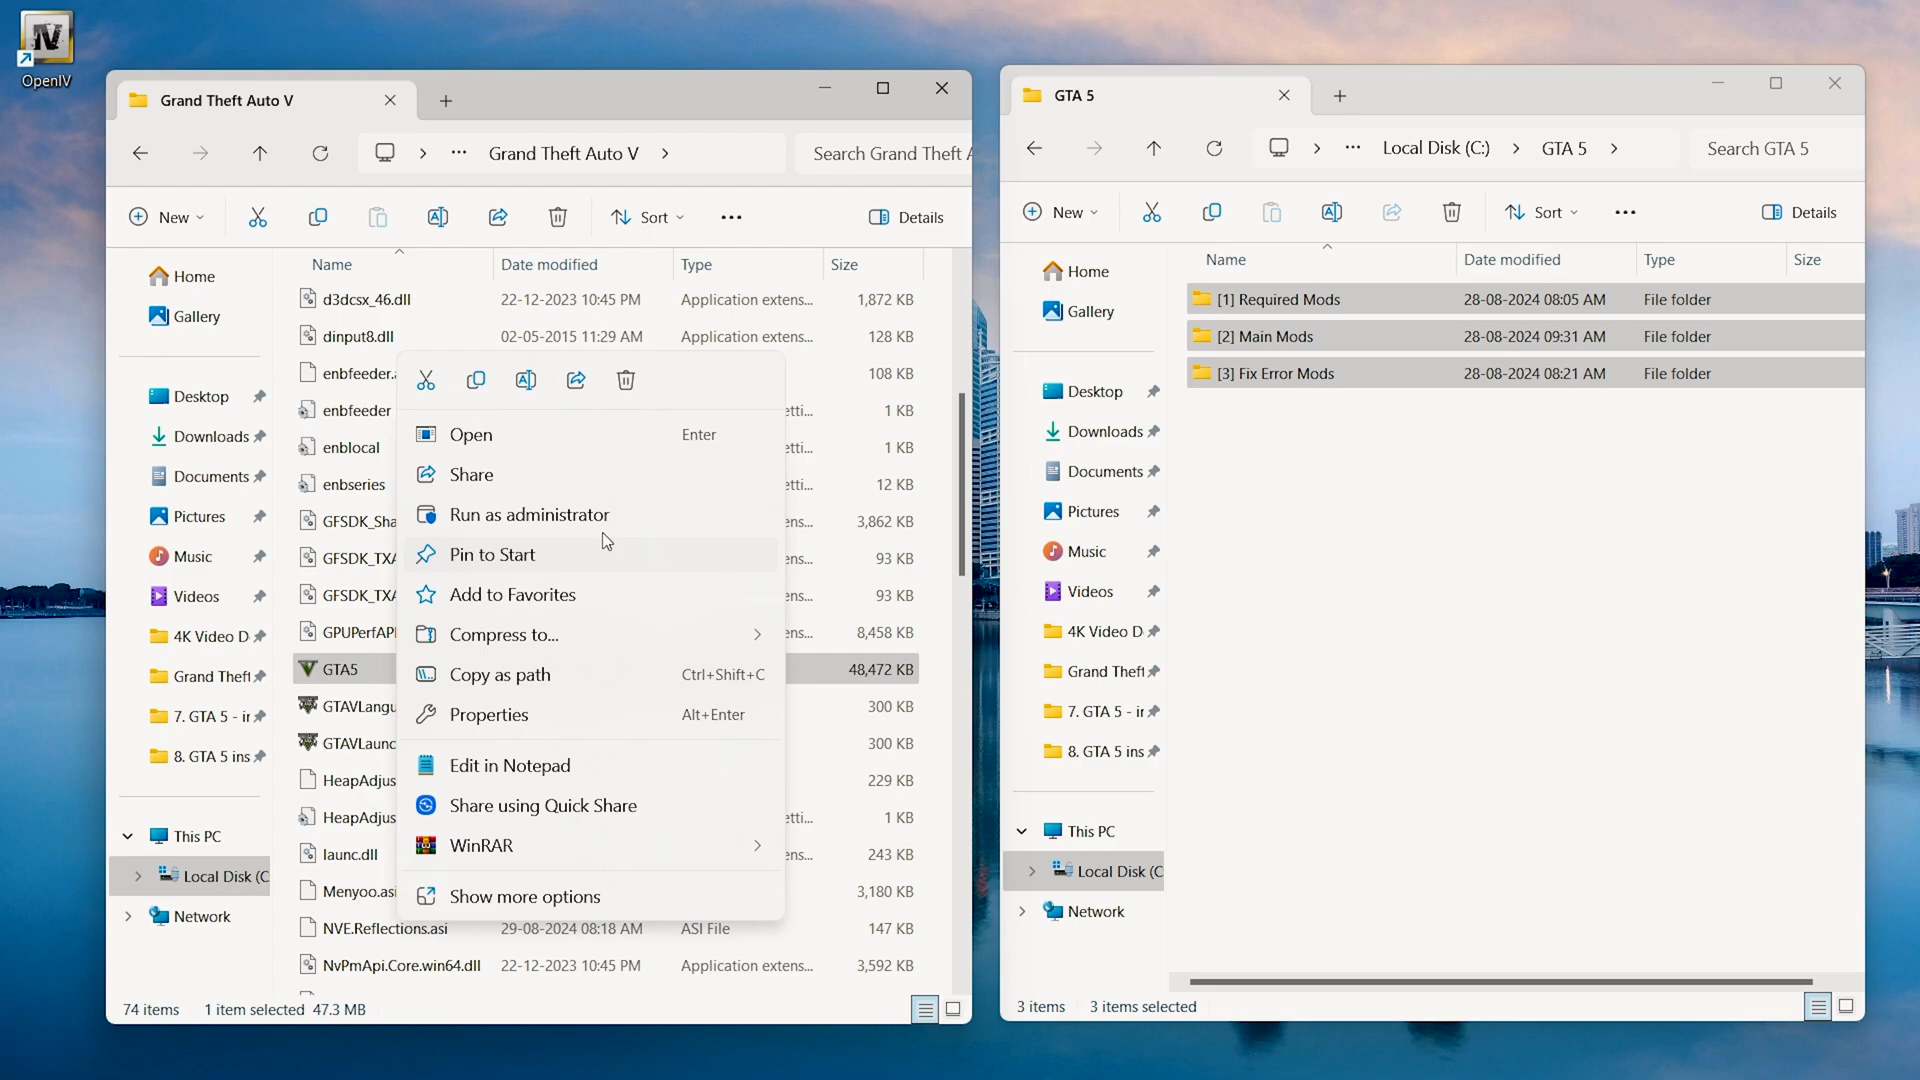 OpenIV
Grand Theft Auto V
Grand Theft Auto V
Search Grand Theft A
New
Sort
Details
Name
Date modified
Type
Size
Home
Gallery
Desktop
Downloads
Documents
Pictures
Music
Videos
4K Video D
Grand Theft
7. GTA 5 - ir
8. GTA 5 ins
This PC
Local Disk (C
Network
d3dcsx_46.dll 22-12-2023 10:45 PM Application extens... 1,872 KB
dinput8.dll 02-05-2015 11:29 AM Application extens... 128 KB
enbfeeder.a 108 KB
enbfeeder etti... 1 KB
enblocal etti... 1 KB
enbseries etti... 12 KB
GFSDK_Sha ens... 3,862 KB
GFSDK_TXA ens... 93 KB
GFSDK_TXA ens... 93 KB
GPUPerfAPI ens... 8,458 KB
GTA5 48,472 KB
GTAVLangu 300 KB
GTAVLaunc 300 KB
HeapAdjus 229 KB
HeapAdjus etti... 1 KB
launc.dll ens... 243 KB
Menyoo.asi 3,180 KB
NVE.Reflections.asi 29-08-2024 08:18 AM ASI File 147 KB
NvPmApi.Core.win64.dll 22-12-2023 10:45 PM Application extens... 3,592 KB
Open Enter
Share
Run as administrator
Pin to Start
Add to Favorites
Compress to...
Copy as path Ctrl+Shift+C
Properties Alt+Enter
Edit in Notepad
Share using Quick Share
WinRAR
Show more options
74 items 1 item selected 47.3 MB
GTA 5
Local Disk (C:) GTA 5
Search GTA 5
New
Sort
Details
Name
Date modified
Type
Size
Home
Gallery
Desktop
Downloads
Documents
Pictures
Music
Videos
4K Video D
Grand Theft
7. GTA 5 - ir
8. GTA 5 ins
This PC
Local Disk (C
Network
[1] Required Mods 28-08-2024 08:05 AM File folder
[2] Main Mods 28-08-2024 09:31 AM File folder
[3] Fix Error Mods 28-08-2024 08:21 AM File folder
3 items 3 items selected